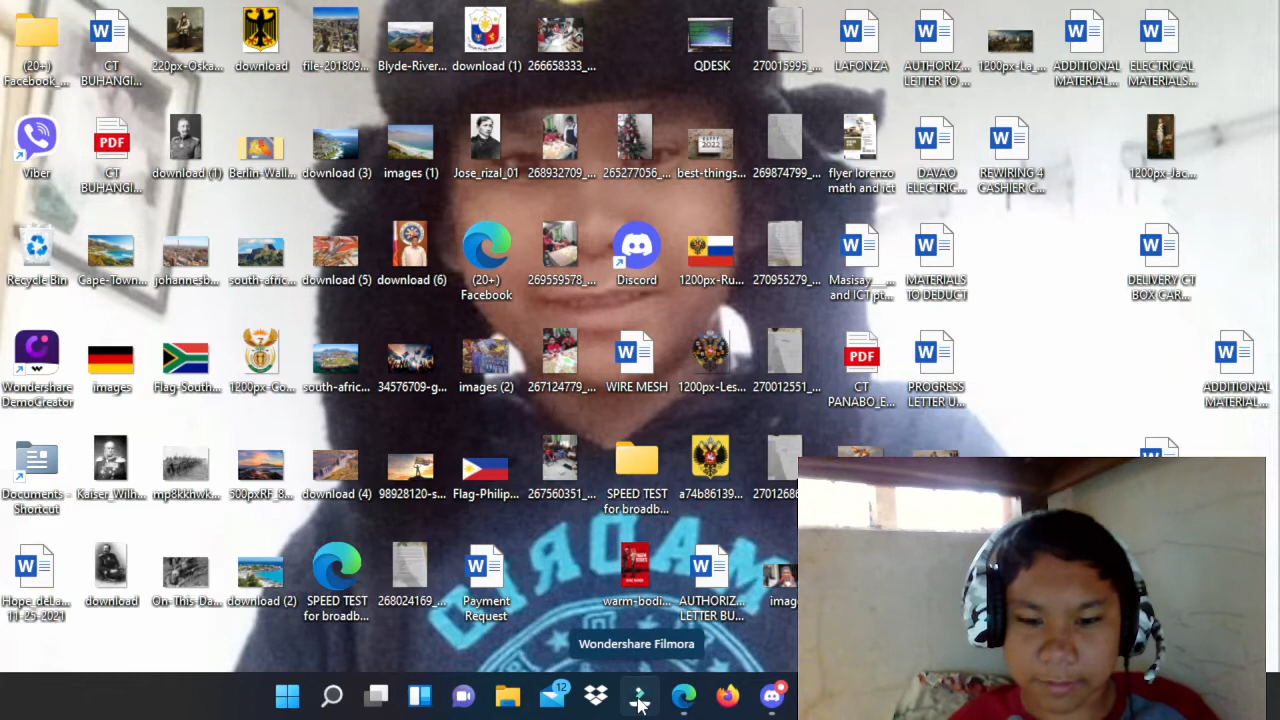 (20+)
Facebook_...
CT
BUHANGI...
220px-Oska...
download
file-201809...
Blyde-River...
download (1)
266658333_...
QDESK
270015995_...
LAFONZA
AUTHORIZ...
LETTER TO ...
1200px-La_...
ADDITIONAL
MATERIAL...
ELECTRICAL
MATERIALS...
Viber
PDF
CT
BUHANGI...
download (1)
Berlin-Wall...
download (3)
images (1)
Jose_rizal_01
268932709_...
265277056_...
2022
best-things...
269874799_...
flyer lorenzo
math and ict
DAVAO
ELECTRIC...
REWIRING 4
CASHIER C...
1200px-Jac...
Recycle Bin
Cape-Town...
johannesb...
south-afric...
download (5)
download (6)
(20+)
Facebook
269559578_...
Discord
1200px-Ru...
270955279_...
Masisay__...
and ICT pt...
MATERIALS
TO DEDUCT
DELIVERY CT
BOX CAR...
Wondershare
DemoCreator
images
Flag-South...
1200px-Co...
south-afric...
34576709-g...
images (2)
267124779_...
WIRE MESH
1200px-Les...
270012551_...
PDF
CT
PANABO_E...
PROGRESS
LETTER U...
ADDITIONAL
MATERIAL...
Documents -
Shortcut
Kaiser_Wilh...
mp8kkhwk...
500pxRF_8...
download (4)
98928120-s...
Flag-Philip...
267560351_...
SPEED TEST
for broadb...
a74b86139...
2701268
Hope_deLa...
11-25-2021
download
On-This-Da...
download (2)
SPEED TEST
for broadb...
268024169_...
Payment
Request
warm-bodi...
AUTHORIZ...
LETTER BU...
imag
Wondershare Filmora
12